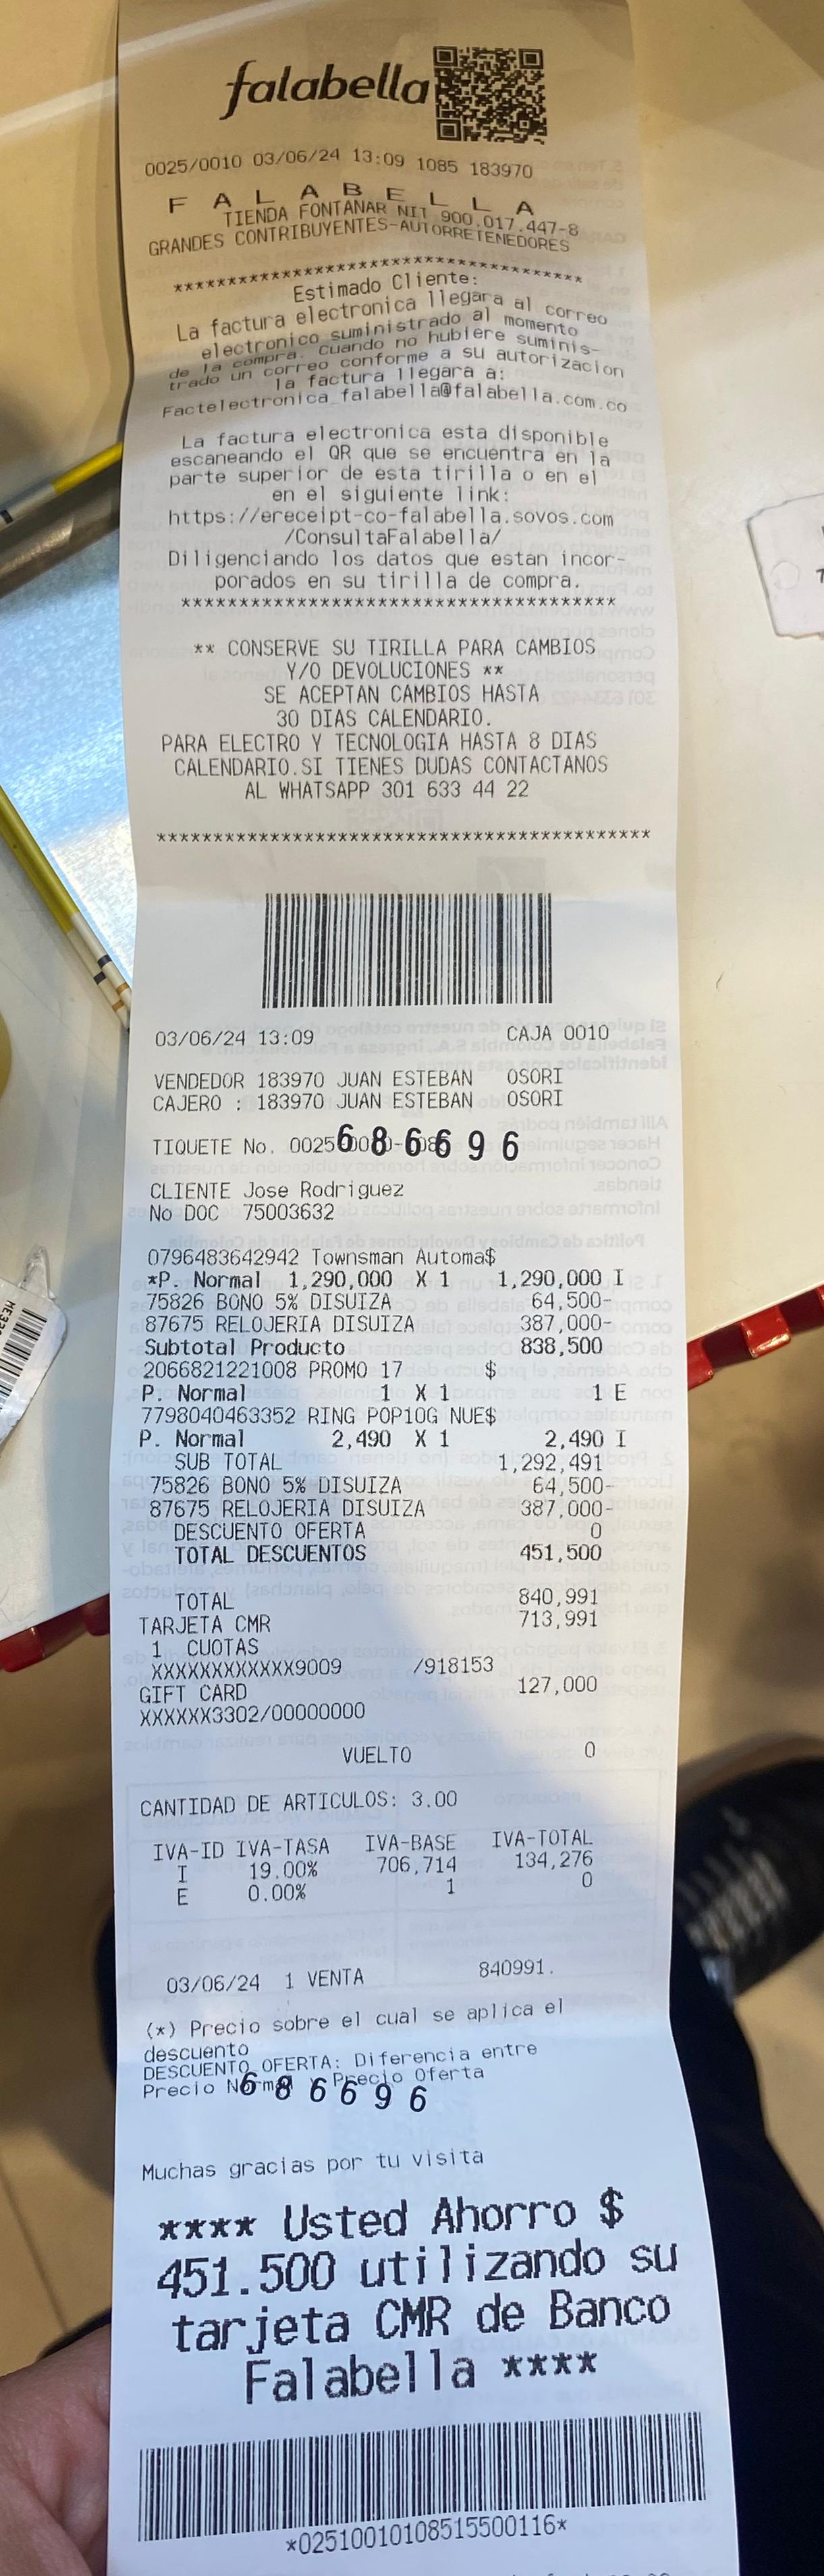 falabella
0025/0010 03/06/24 13:09 1085 183970
F A L A B E L L A
TIENDA FONTANAR NIT 900.017.447-8
GRANDES CONTRIBUYENTES-AUTORRETENEDORES
**************************************
Estimado Cliente:
La factura electronica llegara al correo
electronico suministrado al momento
de la compra. Cuando no hubiere suminis-
trado un correo conforme a su autorizacion
la factura llegara a:
Factelectronica_falabella@falabella.com.co
La factura electronica esta disponible
escaneando el QR que se encuentra en la
parte superior de esta tirilla o en el
en el siguiente link:
https://ereceipt-co-falabella.sovos.com
/ConsultaFalabella/
Diligenciando los datos que estan incor-
porados en su tirilla de compra.
**************************************
** CONSERVE SU TIRILLA PARA CAMBIOS
Y/O DEVOLUCIONES **
SE ACEPTAN CAMBIOS HASTA
30 DIAS CALENDARIO.
PARA ELECTRO Y TECNOLOGIA HASTA 8 DIAS
CALENDARIO.SI TIENES DUDAS CONTACTANOS
AL WHATSAPP 301 633 44 22
********************************************
03/06/24 13:09 CAJA 0010
VENDEDOR 183970 JUAN ESTEBAN OSORI
CAJERO : 183970 JUAN ESTEBAN OSORI
TIQUETE No. 0025
686696
CLIENTE Jose Rodriguez
No DOC 75003632
0796483642942 Townsman Automa$
*P. Normal 1,290,000 X 1 1,290,000 I
75826 BONO 5% DISUIZA 64,500-
87675 RELOJERIA DISUIZA 387,000-
Subtotal Producto 838,500
2066821221008 PROMO 17 $
P. Normal 1 X 1 1 E
7798040463352 RING POP10G NUE$
P. Normal 2,490 X 1 2,490 I
SUB TOTAL 1,292,491
75826 BONO 5% DISUIZA 64,500-
87675 RELOJERIA DISUIZA 387,000-
DESCUENTO OFERTA 0
TOTAL DESCUENTOS 451,500
TOTAL 840,991
TARJETA CMR 713,991
1 CUOTAS
XXXXXXXXXXXX9009 /918153
GIFT CARD 127,000
XXXXXX3302/00000000
VUELTO 0
CANTIDAD DE ARTICULOS: 3.00
IVA-ID IVA-TASA IVA-BASE IVA-TOTAL
I 19.00% 706,714 134,276
E 0.00% 1 0
03/06/24 1 VENTA 840991.
(*) Precio sobre el cual se aplica el
descuento
DESCUENTO OFERTA: Diferencia entre
Precio Normal y Precio Oferta
686696
Muchas gracias por tu visita
**** Usted Ahorro $
451.500 utilizando su
tarjeta CMR de Banco
Falabella ****
*02510010108515500116*